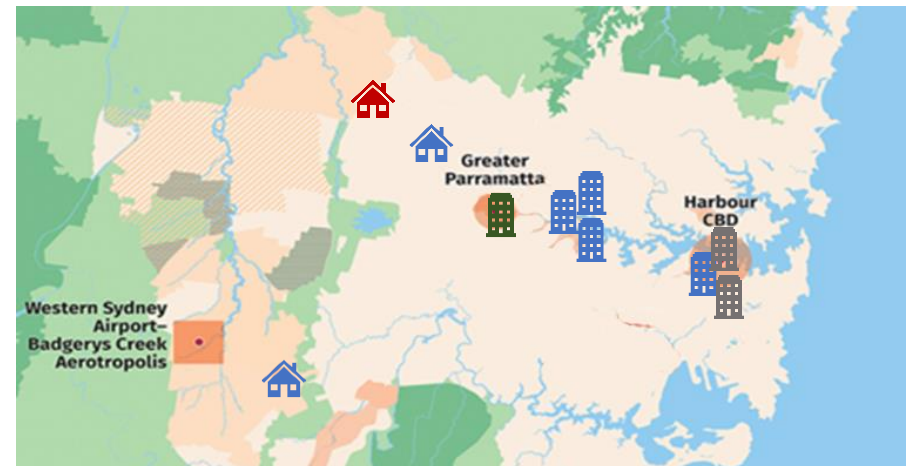 Greater
Parramatta
Harbour
CBD
Western Sydney
Airport–
Badgerys Creek
Aerotropolis